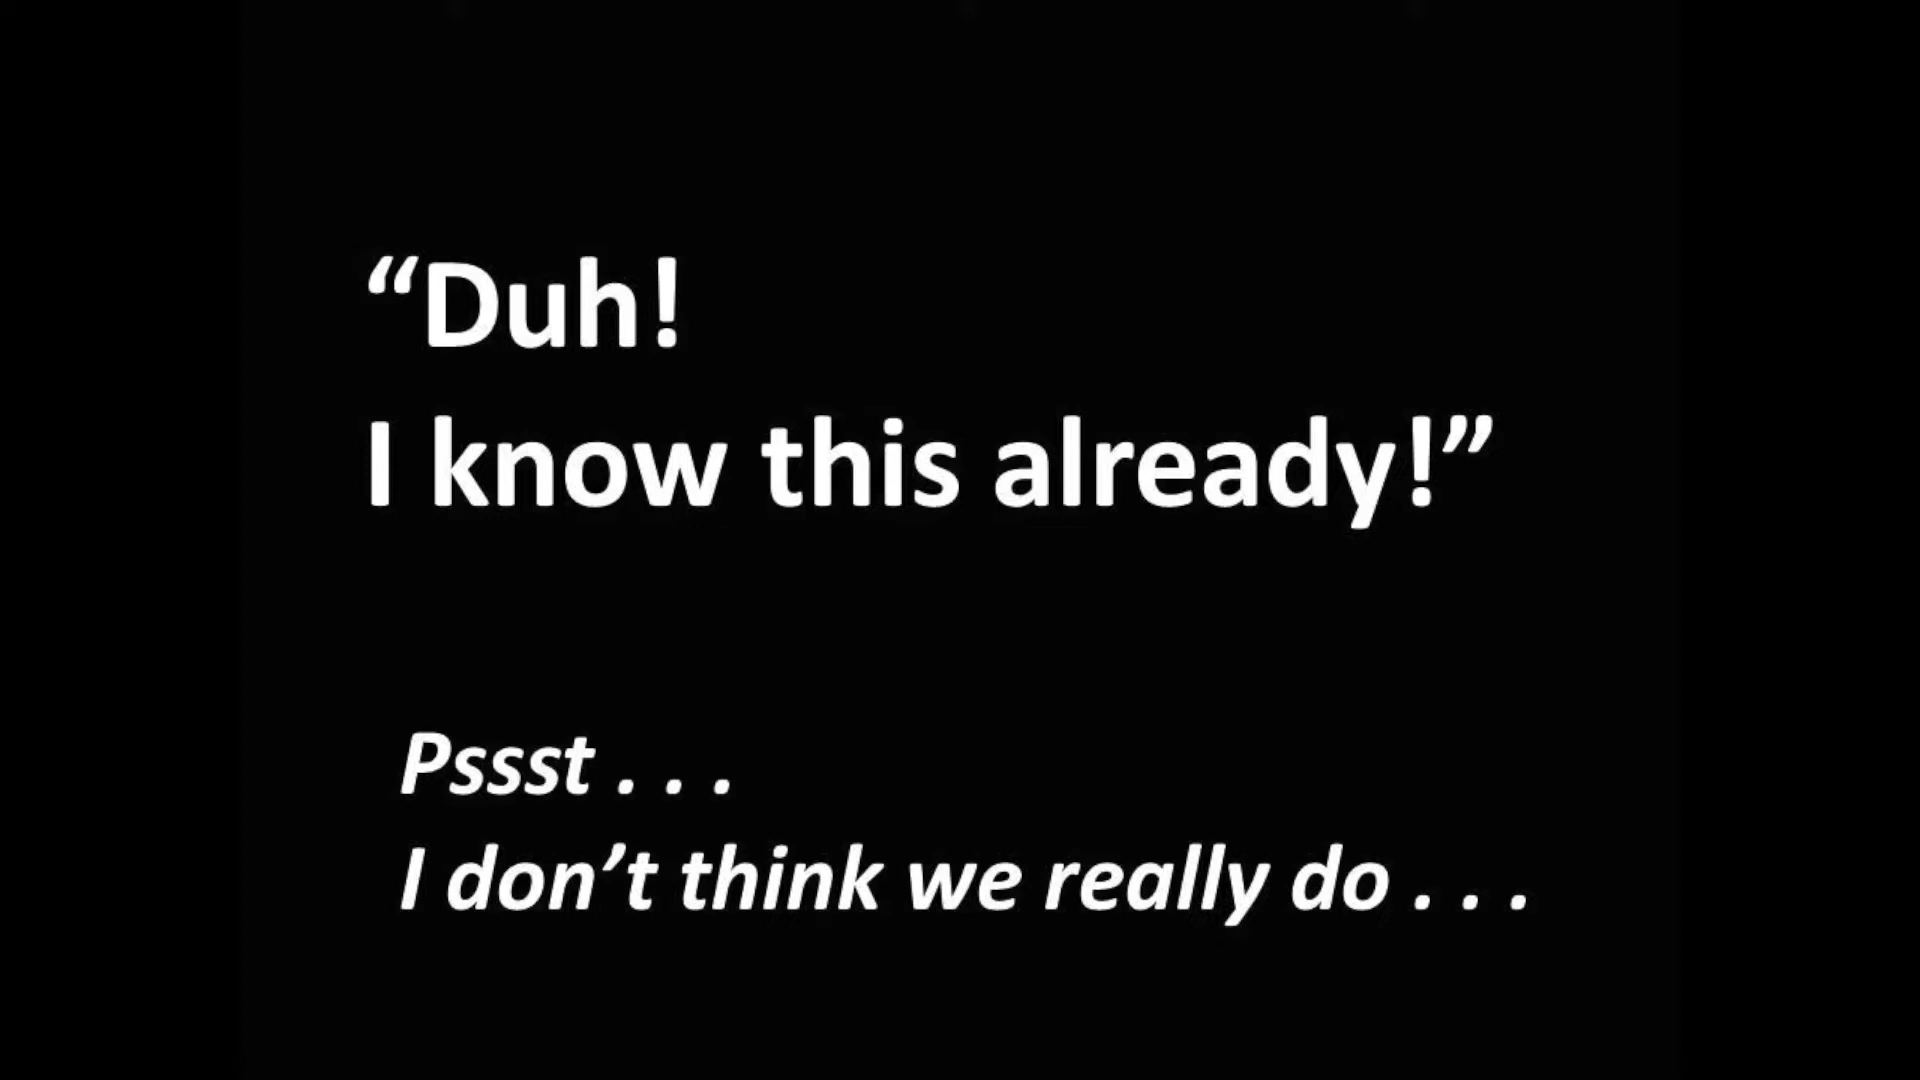 “Duh!
I know this already!”
Pssst . . .
I don’t think we really do . . .